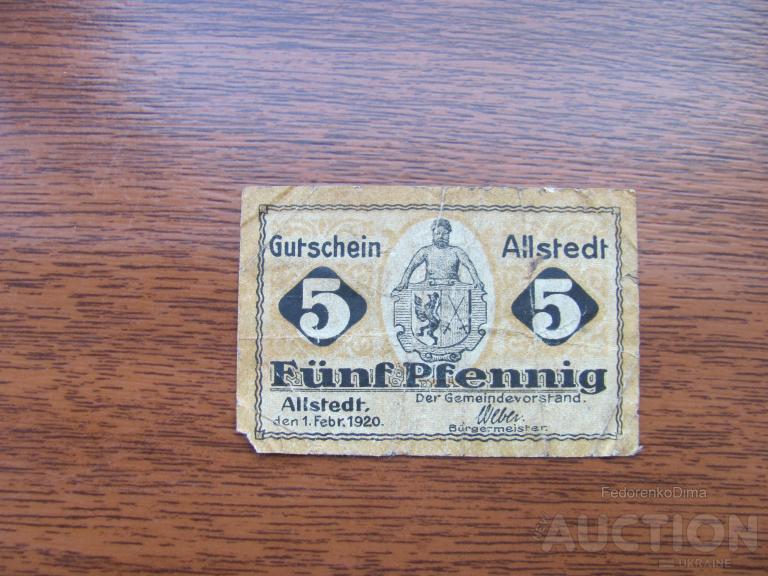 Gutschein Allstedt
5 5
Fünf Pfennig
Allstedt,
den 1. Febr. 1920.
Der Gemeindevorstand.
Weber.
Bürgermeister.
FedorenkoDima
AUCTION
UKRAINE